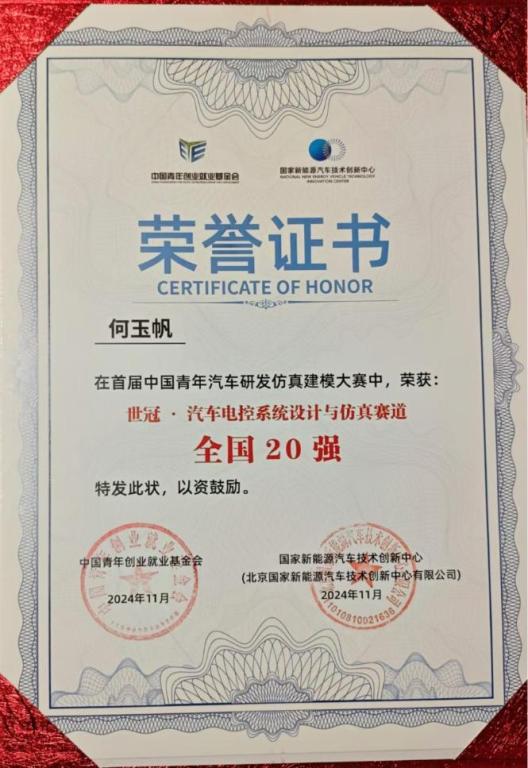 中国青年创业就业基金会
国家新能源汽车技术创新中心
NATIONAL NEW ENERGY VEHICLE TECHNOLOGY
INNOVATION CENTER
荣誉证书
CERTIFICATE OF HONOR
何玉帆
在首届中国青年汽车研发仿真建模大赛中，荣获：
世冠·汽车电控系统设计与仿真赛道
全国 20 强
特发此状，以资鼓励。
中国青年创业就业基金会
2024年11月
国家新能源汽车技术创新中心
(北京国家新能源汽车技术创新中心有限公司)
2024年11月